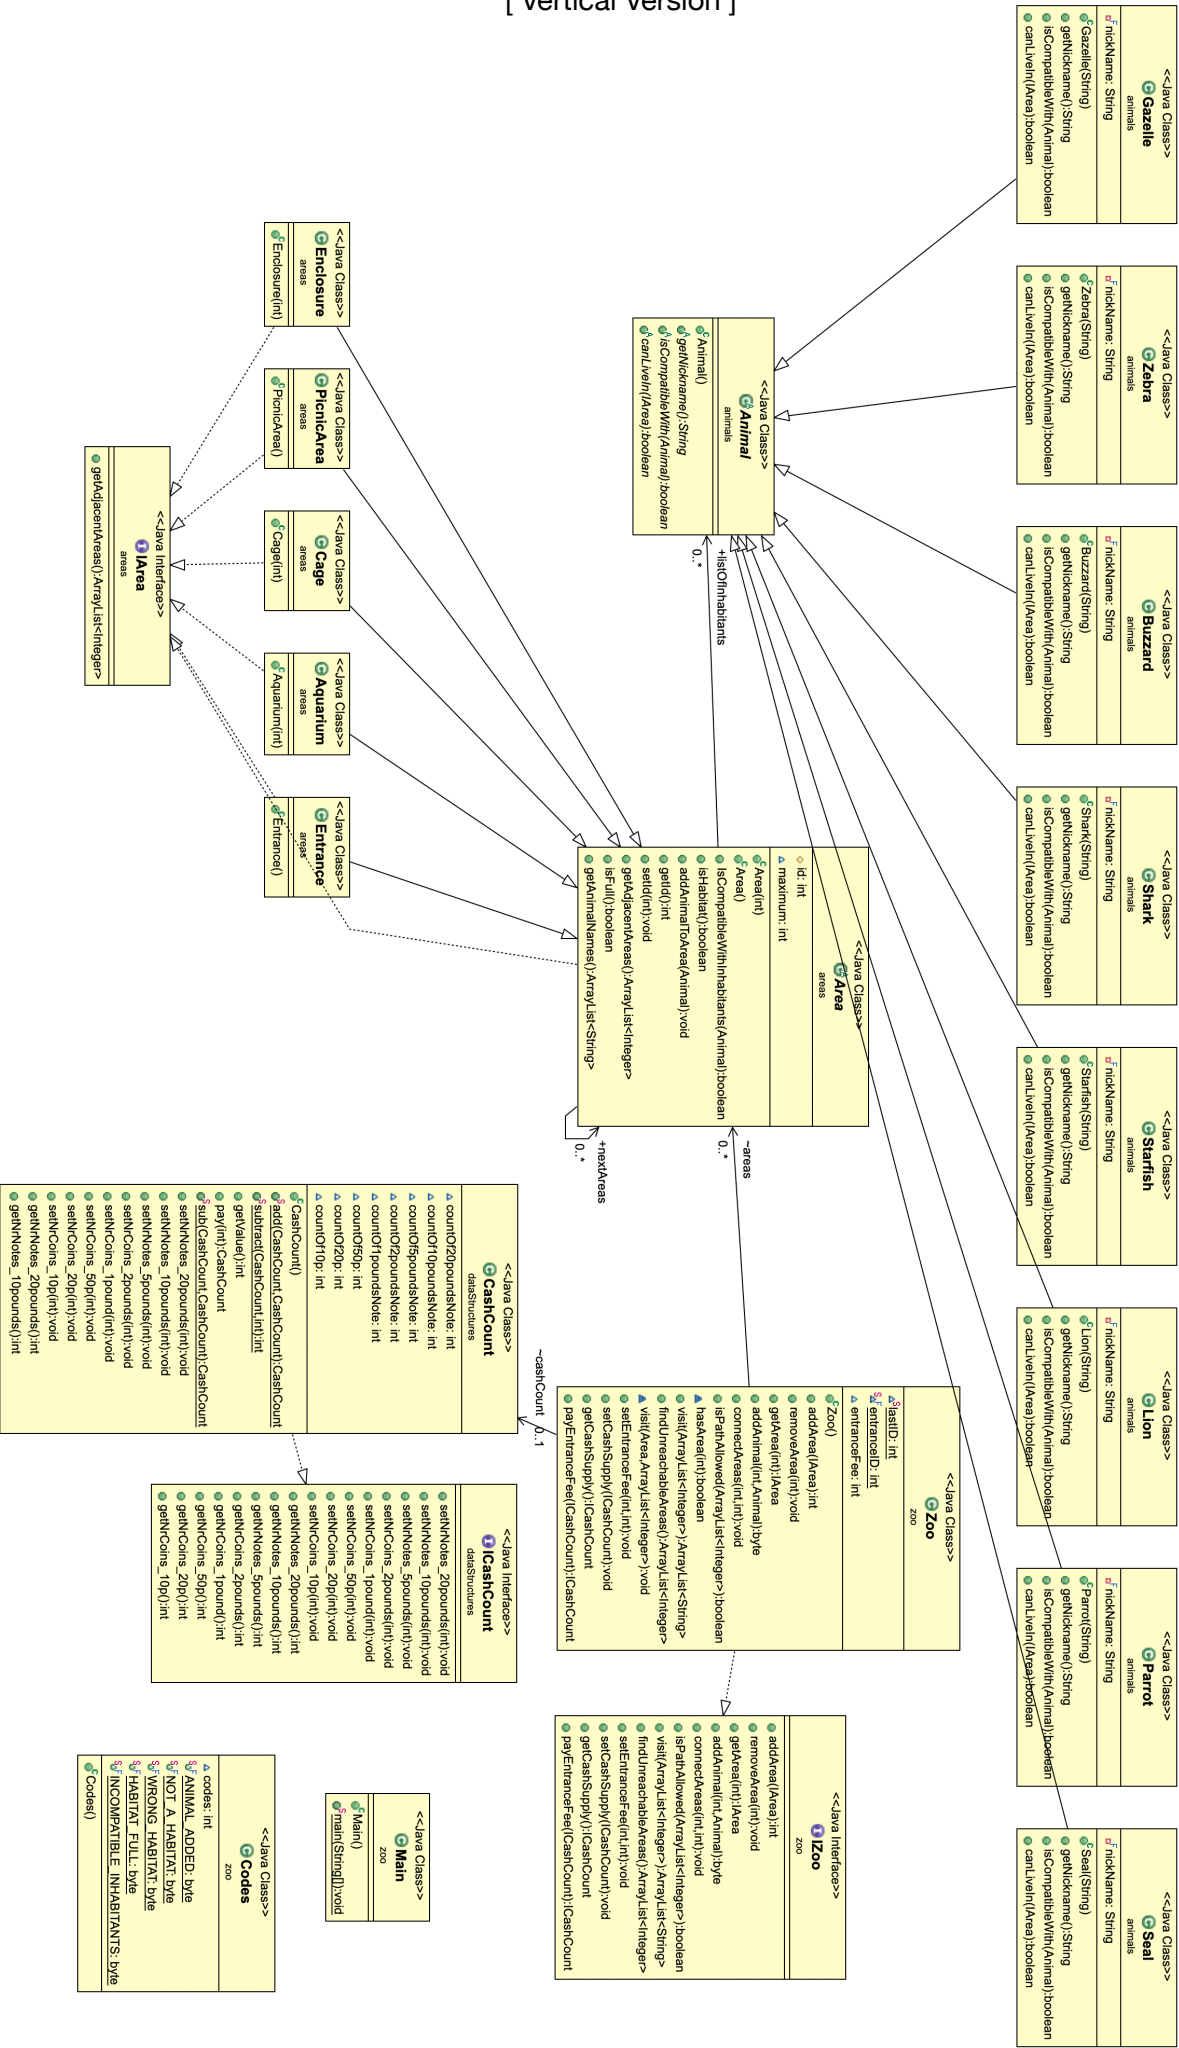 [ Vertical Version ]
<<Java Class>>
Gazelle
animals
nickName: String
Gazelle(String)
getNickname():String
isCompatibleWith(Animal):boolean
canLiveIn(IArea):boolean
<<Java Class>>
Zebra
animals
nickName: String
Zebra(String)
getNickname():String
isCompatibleWith(Animal):boolean
canLiveIn(IArea):boolean
<<Java Class>>
Buzzard
animals
nickName: String
Buzzard(String)
getNickname():String
isCompatibleWith(Animal):boolean
canLiveIn(IArea):boolean
<<Java Class>>
Shark
animals
nickName: String
Shark(String)
getNickname():String
isCompatibleWith(Animal):boolean
canLiveIn(IArea):boolean
<<Java Class>>
Starfish
animals
nickName: String
Starfish(String)
getNickname():String
isCompatibleWith(Animal):boolean
canLiveIn(IArea):boolean
<<Java Class>>
Lion
animals
nickName: String
Lion(String)
getNickname():String
isCompatibleWith(Animal):boolean
canLiveIn(IArea):boolean
<<Java Class>>
Parrot
animals
nickName: String
Parrot(String)
getNickname():String
isCompatibleWith(Animal):boolean
canLiveIn(IArea):boolean
<<Java Class>>
Seal
animals
nickName: String
Seal(String)
getNickname():String
isCompatibleWith(Animal):boolean
canLiveIn(IArea):boolean
<<Java Class>>
Animal
animals
Animal()
getNickname():String
isCompatibleWith(Animal):boolean
canLiveIn(IArea):boolean
+listOfInhabitants
0..*
<<Java Class>>
Area
areas
id: int
maximum: int
Area(int)
Area()
IsCompatibleWithInhabitants(Animal):boolean
isHabitat():boolean
addAnimalToArea(Animal):void
getId():int
setId(int):void
getAdjacentAreas():ArrayList<Integer>
isFull():boolean
getAnimalNames():ArrayList<String>
~areas
0..*
+nextAreas
0..*
<<Java Class>>
Zoo
zoo
lastID: int
entranceID: int
entranceFee: int
Zoo()
addArea(IArea):int
removeArea(int):void
getArea(int):IArea
addAnimal(int,Animal):byte
connectAreas(int,int):void
isPathAllowed(ArrayList<Integer>):boolean
hasArea(int):boolean
visit(ArrayList<Integer>):ArrayList<String>
findUnreachableAreas():ArrayList<Integer>
visit(Area,ArrayList<Integer>):void
setEntranceFee(int,int):void
setCashSupply(ICashCount):void
getCashSupply():ICashCount
payEntranceFee(ICashCount):ICashCount
<<Java Interface>>
IZoo
zoo
addArea(IArea):int
removeArea(int):void
getArea(int):IArea
addAnimal(int,Animal):byte
connectAreas(int,int):void
isPathAllowed(ArrayList<Integer>):boolean
visit(ArrayList<Integer>):ArrayList<String>
findUnreachableAreas():ArrayList<Integer>
setEntranceFee(int,int):void
setCashSupply(ICashCount):void
getCashSupply():ICashCount
payEntranceFee(ICashCount):ICashCount
~cashCount
0..1
<<Java Class>>
Enclosure
areas
Enclosure(int)
<<Java Class>>
PicnicArea
areas
PicnicArea()
<<Java Class>>
Cage
areas
Cage(int)
<<Java Class>>
Aquarium
areas
Aquarium(int)
<<Java Class>>
Entrance
areas
Entrance()
<<Java Interface>>
IArea
areas
getAdjacentAreas():ArrayList<Integer>
<<Java Class>>
CashCount
dataStructures
countOf20poundsNote: int
countOf10poundsNote: int
countOf5poundsNote: int
countOf2poundsNote: int
countOf1poundsNote: int
countOf50p: int
countOf20p: int
countOf10p: int
CashCount()
add(CashCount,CashCount):CashCount
subtract(CashCount,int):int
getValue():int
pay(int):CashCount
sub(CashCount,CashCount):CashCount
setNrNotes_20pounds(int):void
setNrNotes_10pounds(int):void
setNrNotes_5pounds(int):void
setNrCoins_2pounds(int):void
setNrCoins_1pound(int):void
setNrCoins_50p(int):void
setNrCoins_20p(int):void
setNrCoins_10p(int):void
getNrNotes_20pounds():int
getNrNotes_10pounds():int
<<Java Interface>>
ICashCount
dataStructures
setNrNotes_20pounds(int):void
setNrNotes_10pounds(int):void
setNrNotes_5pounds(int):void
setNrCoins_2pounds(int):void
setNrCoins_1pound(int):void
setNrCoins_50p(int):void
setNrCoins_20p(int):void
setNrCoins_10p(int):void
getNrNotes_20pounds():int
getNrNotes_10pounds():int
getNrNotes_5pounds():int
getNrCoins_2pounds():int
getNrCoins_1pound():int
getNrCoins_50p():int
getNrCoins_20p():int
getNrCoins_10p():int
<<Java Class>>
Main
zoo
Main()
main(String[]):void
<<Java Class>>
Codes
zoo
codes: int
ANIMAL_ADDED: byte
NOT_A_HABITAT: byte
WRONG_HABITAT: byte
HABITAT_FULL: byte
INCOMPATIBLE_INHABITANTS: byte
Codes()